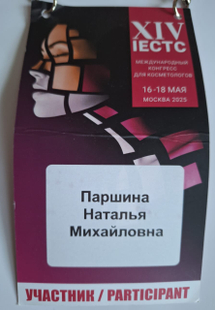 XIV
IECTC
МЕЖДУНАРОДНЫЙ
КОНГРЕСС
ДЛЯ КОСМЕТОЛОГОВ
16-18 МАЯ
МОСКВА 2025
Паршина
Наталья
Михайловна
УЧАСТНИК / PARTICIPANT